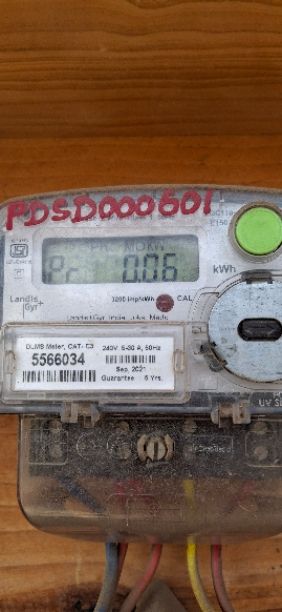 PDSD000601
Pr 0.06
kWh
Landis
Gyr+
3200 imp/kWh
CAL
DLMS Meter, CAT- C3
5566034
240V, 5-30 A, 50Hz
Sep, 2021
Guarantee 5 Yrs.